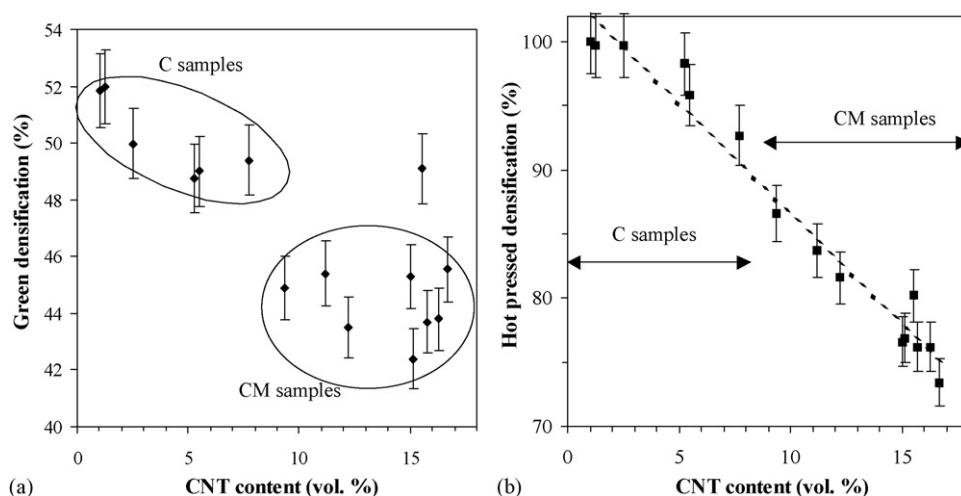 54
52
50
48
46
44
42
40
0
5
10
15
Green densification (%)
C samples
CM samples
CNT content (vol. %)
(a)
100
90
80
70
0
5
10
15
Hot pressed densification (%)
CM samples
C samples
CNT content (vol. %)
(b)